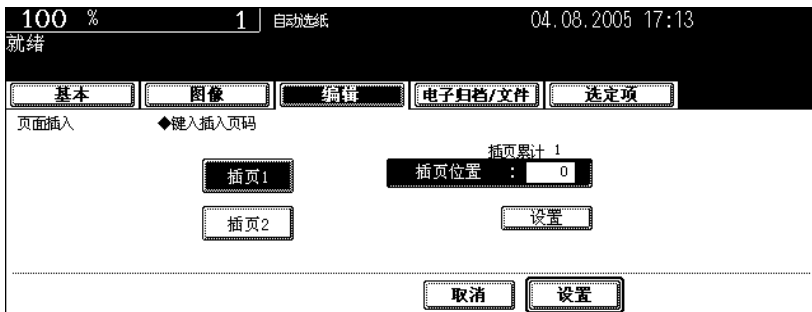 100 % 1 自动选纸 04.08.2005 17:13
就绪
基本 图像 编辑 电子归档/文件 选定项
页面插入 ◆键入插入页码
插页累计 1
插页1 插页位置 : 0
插页2 设置
取消 设置